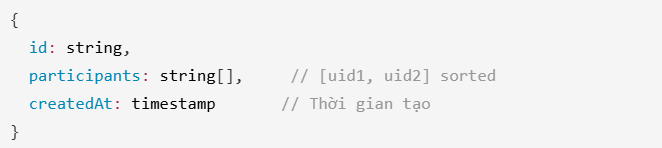 {
  id: string,
  participants: string[],     // [uid1, uid2] sorted
  createdAt: timestamp       // Thời gian tạo
}